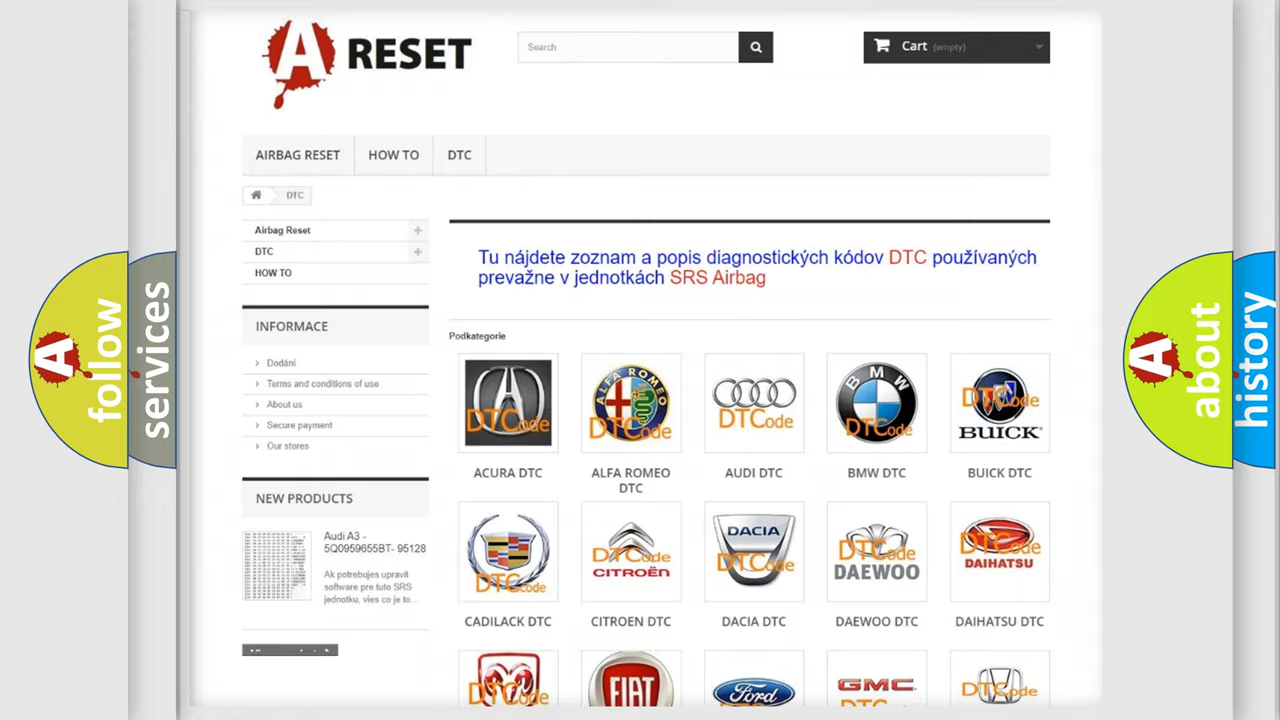 A RESET
Search
Cart (empty)
AIRBAG RESET
HOW TO
DTC
DTC
Airbag Reset
DTC
HOW TO
Tu nájdete zoznam a popis diagnostických kódov DTC používaných
prevažne v jednotkách SRS Airbag
INFORMACE
Dodání
Terms and conditions of use
About us
Secure payment
Our stores
Podkategorie
DTCode
ALFA ROMEO
DTCode
DTCode
BMW
DTCode
DTCode
BUICK
ACURA DTC
ALFA ROMEO
DTC
AUDI DTC
BMW DTC
BUICK DTC
NEW PRODUCTS
Audi A3 -
5Q0959655BT- 95128
Ak potrebujes upravit
software pre tuto SRS
jednotku, vies co je to...
DTCode
DTCode
CITROËN
DACIA
DTCode
DTCode
DAEWOO
DTCode
DAIHATSU
CADILACK DTC
CITROEN DTC
DACIA DTC
DAEWOO DTC
DAIHATSU DTC
DTCode
FIAT
Ford
GMC
DTCode
A follow
services
A about
history